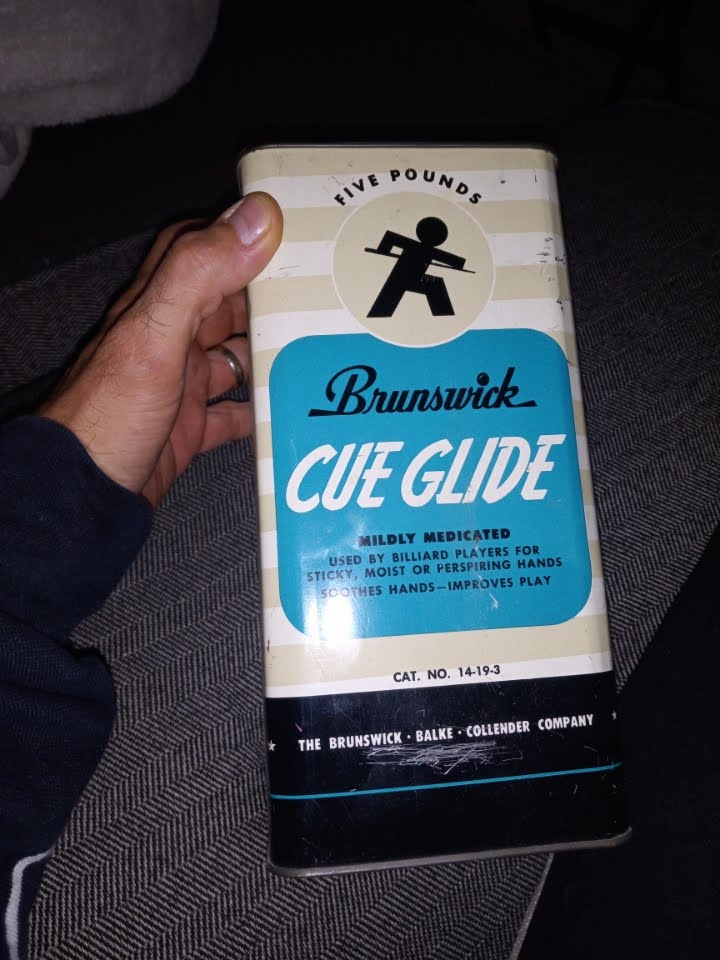 FIVE POUNDS
Brunswick
CUE GLIDE
MILDLY MEDICATED
USED BY BILLIARD PLAYERS FOR
STICKY, MOIST OR PERSPIRING HANDS
SOOTHES HANDS—IMPROVES PLAY
CAT. NO. 14-19-3
★ THE BRUNSWICK · BALKE · COLLENDER COMPANY ★